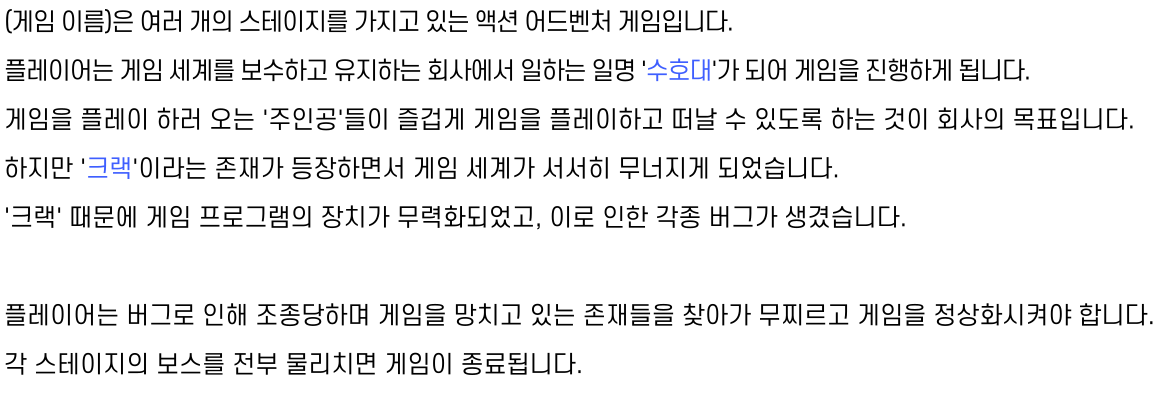 (게임 이름)은 여러 개의 스테이지를 가지고 있는 액션 어드벤처 게임입니다.
플레이어는 게임 세계를 보수하고 유지하는 회사에서 일하는 일명 '수호대'가 되어 게임을 진행하게 됩니다.
게임을 플레이 하러 오는 '주인공'들이 즐겁게 게임을 플레이하고 떠날 수 있도록 하는 것이 회사의 목표입니다.
하지만 '크랙'이라는 존재가 등장하면서 게임 세계가 서서히 무너지게 되었습니다.
'크랙' 때문에 게임 프로그램의 장치가 무력화되었고, 이로 인한 각종 버그가 생겼습니다.
플레이어는 버그로 인해 조종당하며 게임을 망치고 있는 존재들을 찾아가 무찌르고 게임을 정상화시켜야 합니다.
각 스테이지의 보스를 전부 물리치면 게임이 종료됩니다.